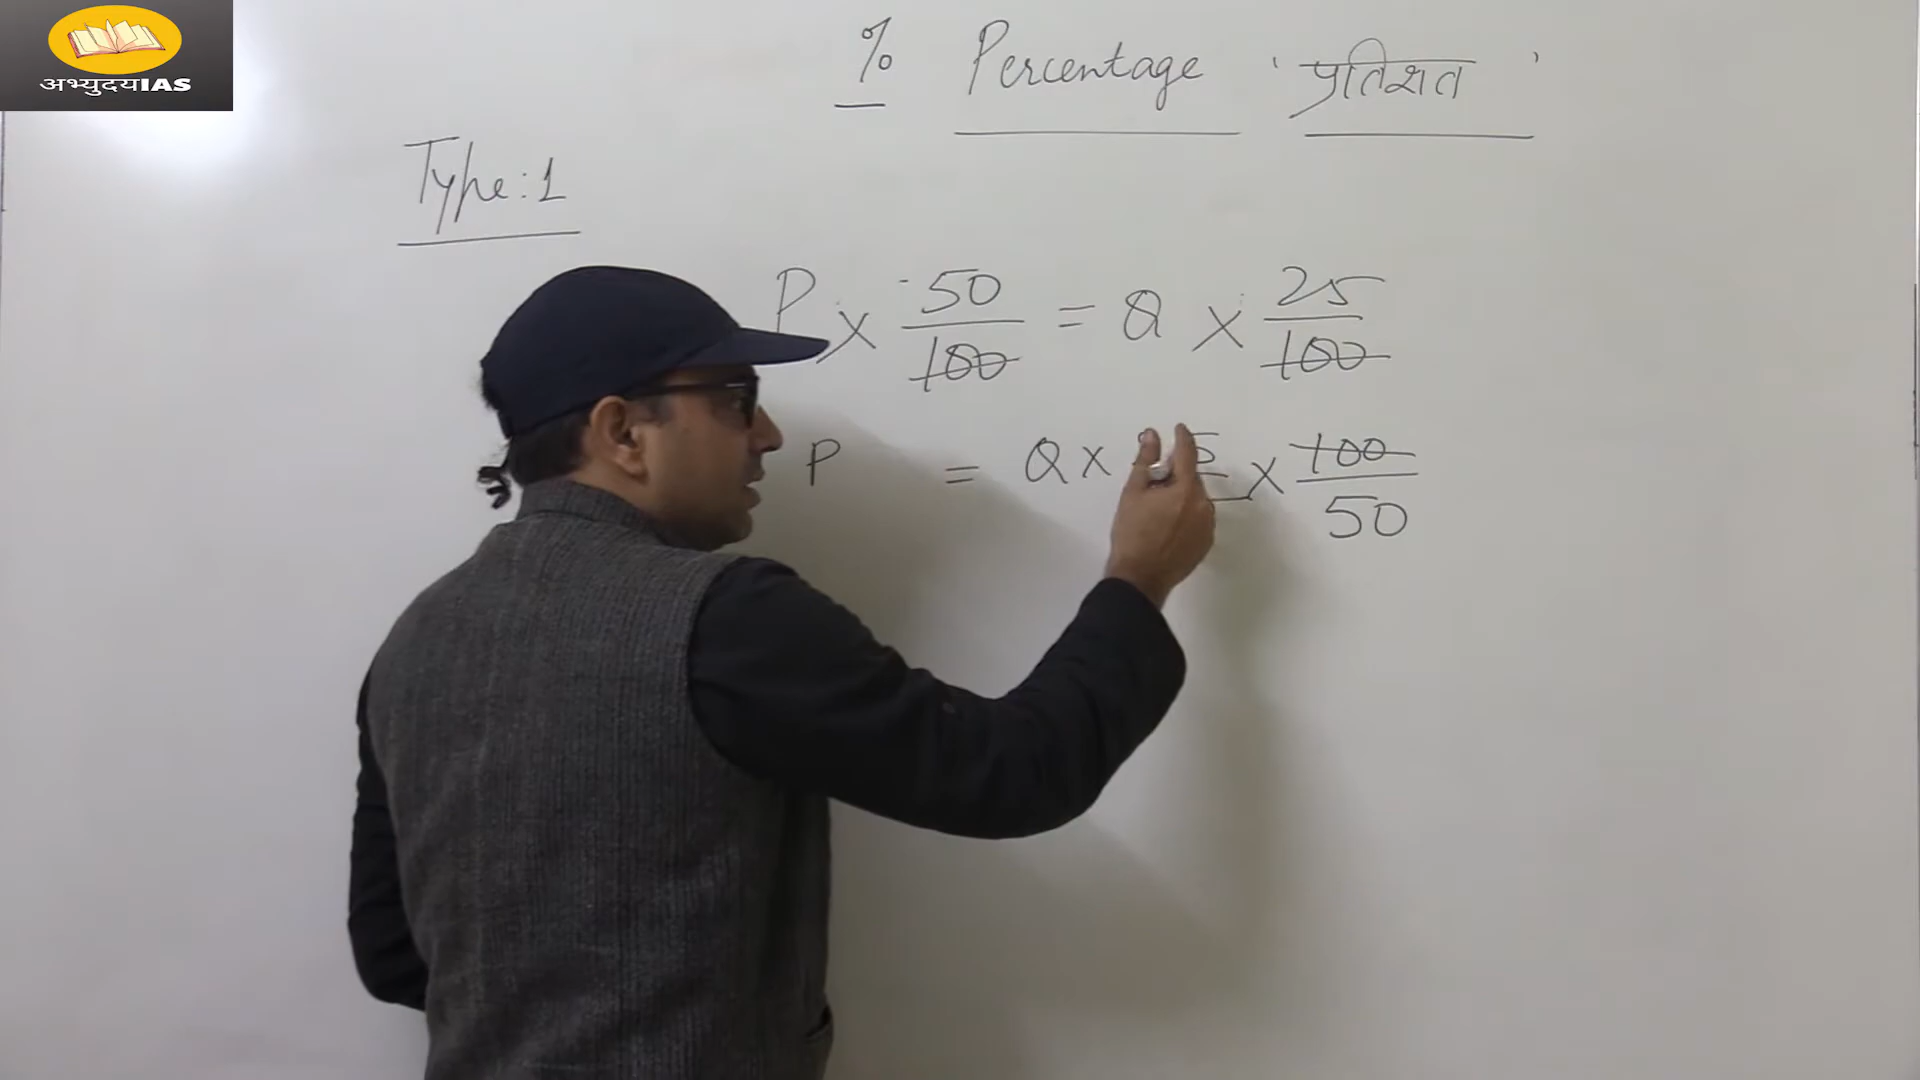 अभ्युदयIAS
% Percentage 'प्रतिशत'
Type:1
P × 50/100 = Q × 25/100
P = Q × × 100/50